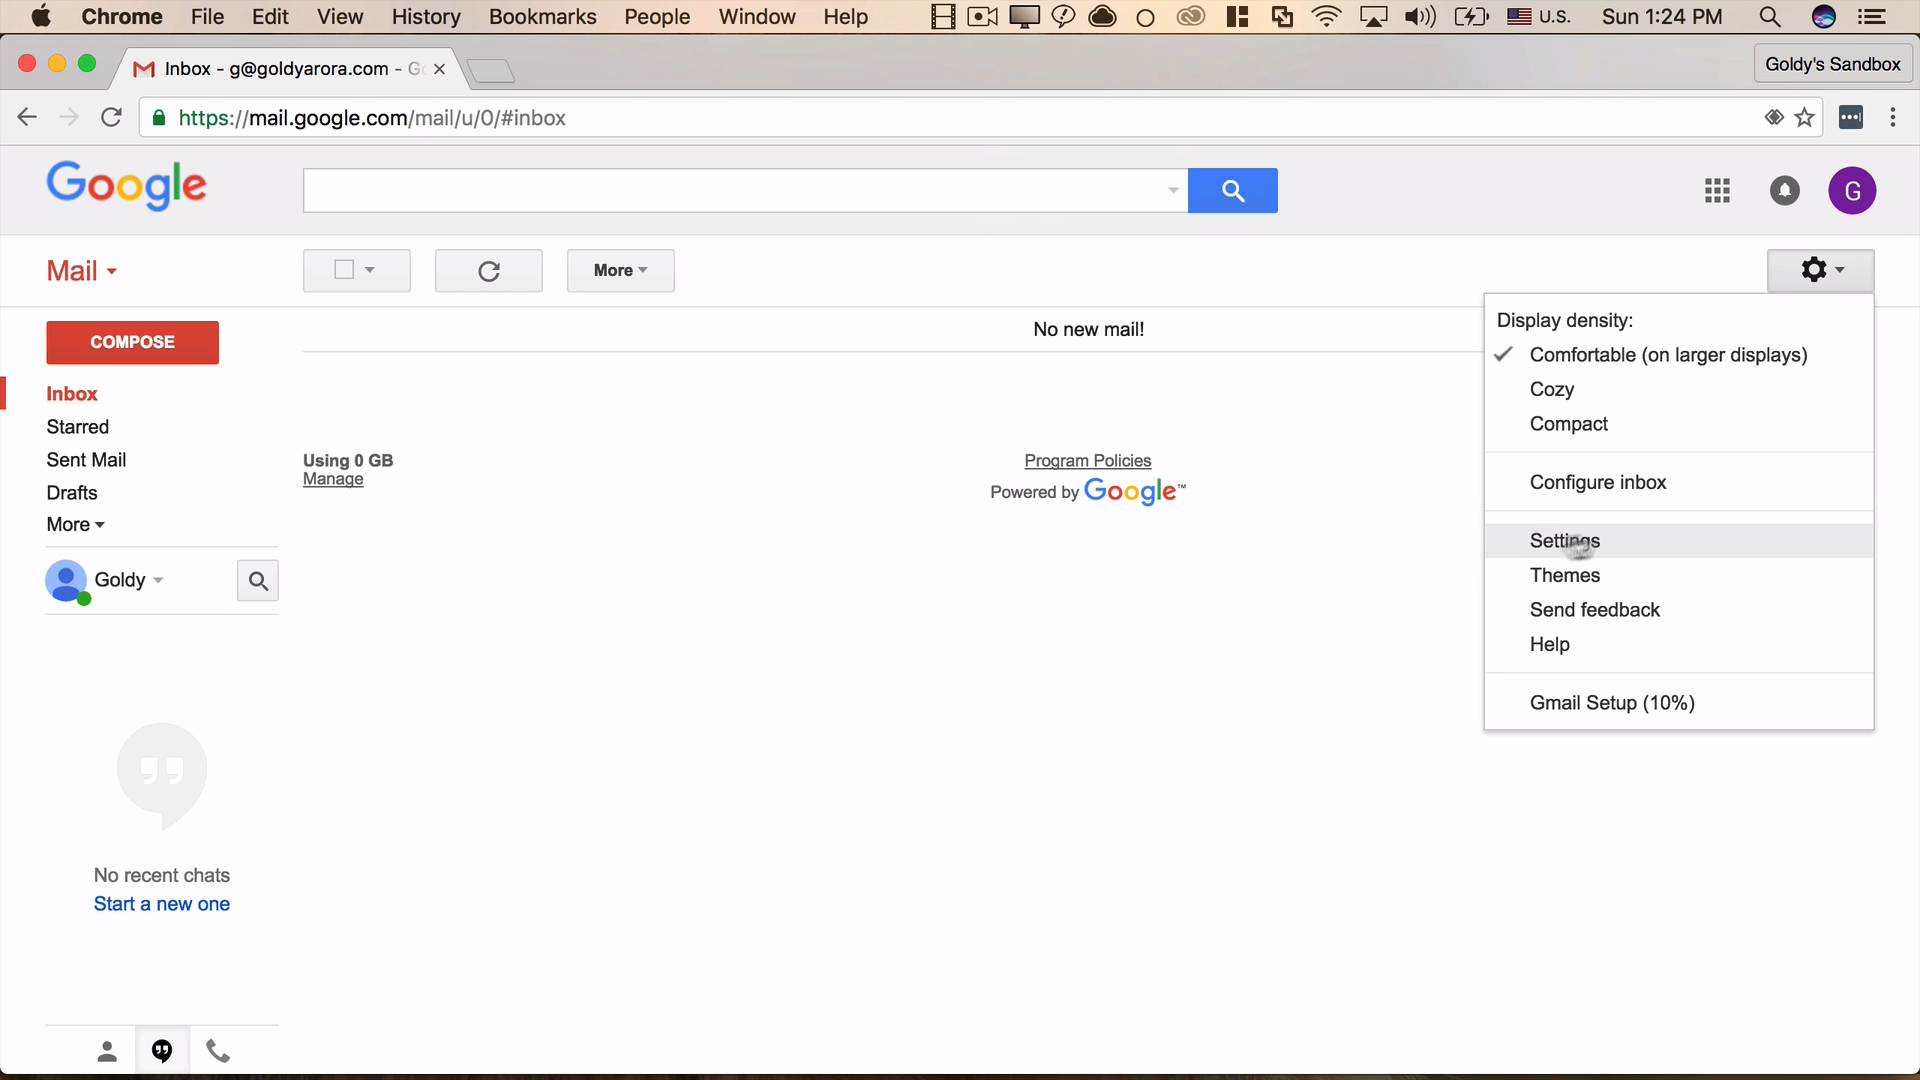 Chrome File Edit View History Bookmarks People Window Help U.S. Sun 1:24 PM
Inbox - g@goldyarora.com - G
Goldy's Sandbox
https://mail.google.com/mail/u/0/#inbox
Google
G
Mail
More
COMPOSE
No new mail!
Inbox
Starred
Sent Mail
Drafts
More
Using 0 GB
Manage
Program Policies
Powered by Google™
Display density:
Comfortable (on larger displays)
Cozy
Compact
Configure inbox
Settings
Themes
Send feedback
Help
Gmail Setup (10%)
Goldy
No recent chats
Start a new one